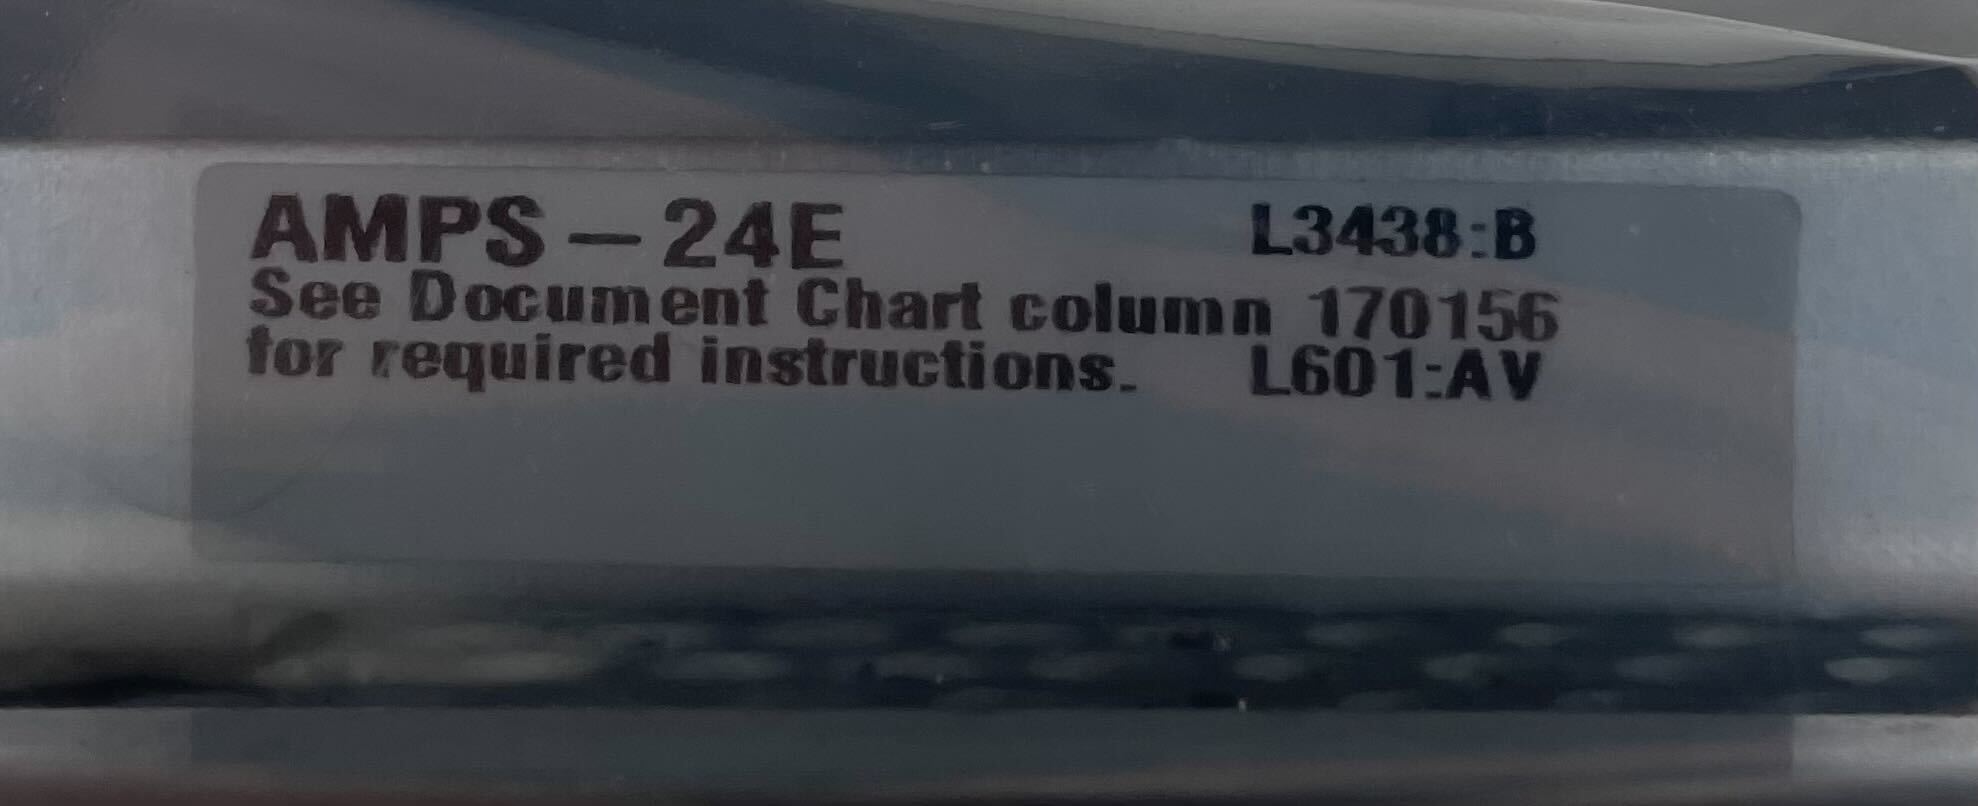 AMPS-24E L3438:B
See Document Chart column 170156
for required instructions. L601:AV